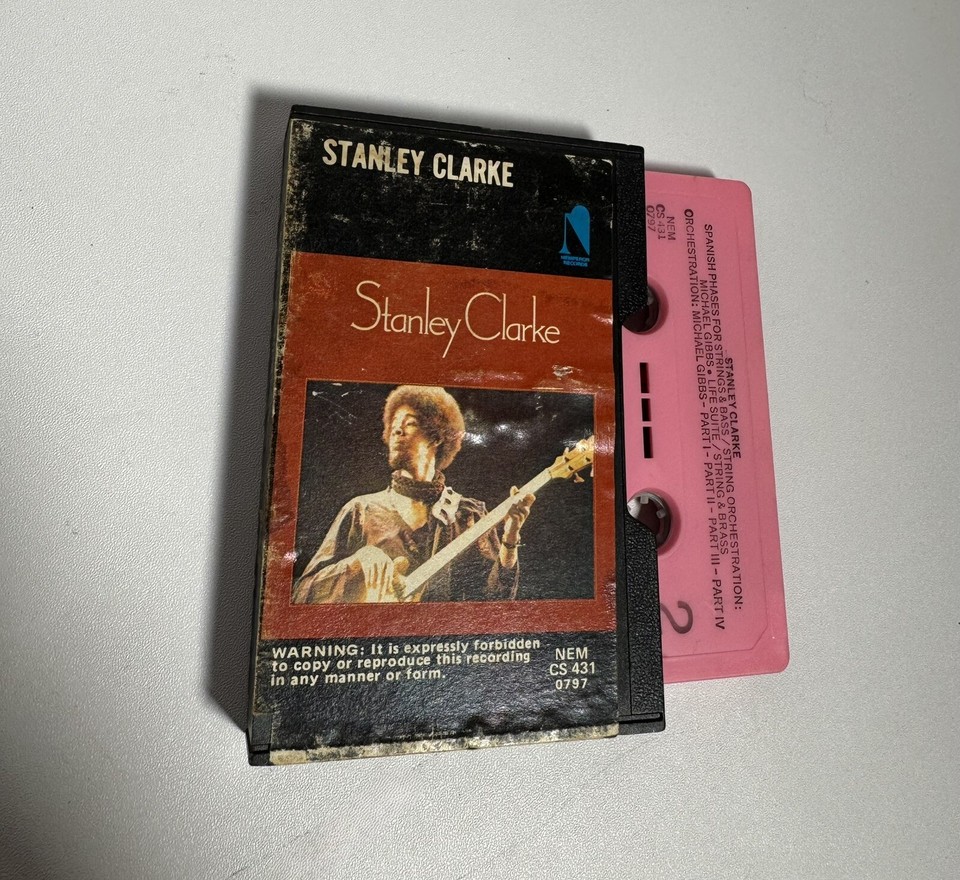 STANLEY CLARKE
NEMPEROR
RECORDS
Stanley Clarke
WARNING: It is expressly forbidden
to copy or reproduce this recording
in any manner or form.
NEM
CS 431
0797
NEM
CS 431
0797
STANLEY CLARKE
SPANISH PHASES FOR STRINGS & BASS / STRING ORCHESTRATION:
MICHAEL GIBBS • LIFE SUITE / STRING & BRASS
ORCHESTRATION: MICHAEL GIBBS – PART I – PART II – PART III – PART IV
2